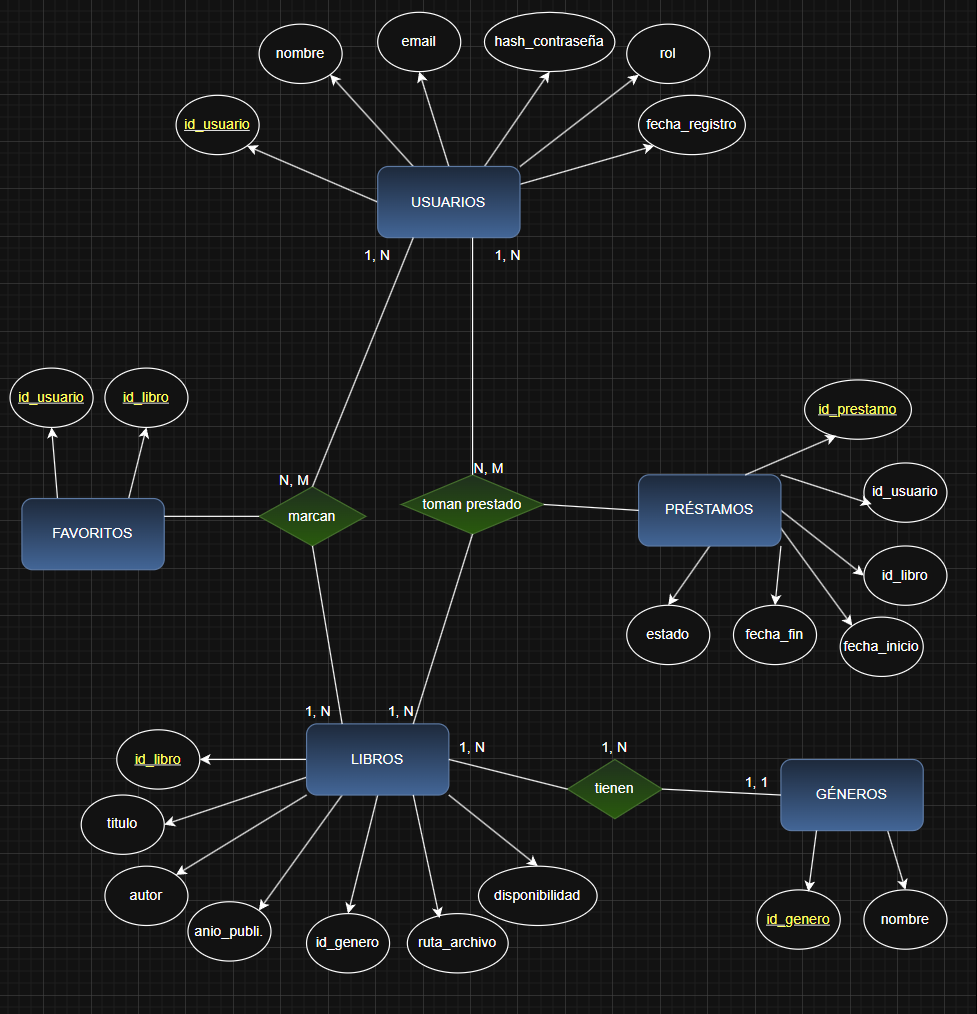 nombre
email
hash_contraseña
rol
id_usuario
fecha_registro
USUARIOS
1, N
1, N
id_usuario
id_libro
id_prestamo
N, M
N, M
id_usuario
marcan
toman prestado
PRÉSTAMOS
FAVORITOS
id_libro
estado
fecha_fin
fecha_inicio
1, N
1, N
1, N
1, N
id_libro
LIBROS
tienen
1, 1
GÉNEROS
titulo
autor
disponibilidad
anio_publi.
id_genero
ruta_archivo
id_genero
nombre